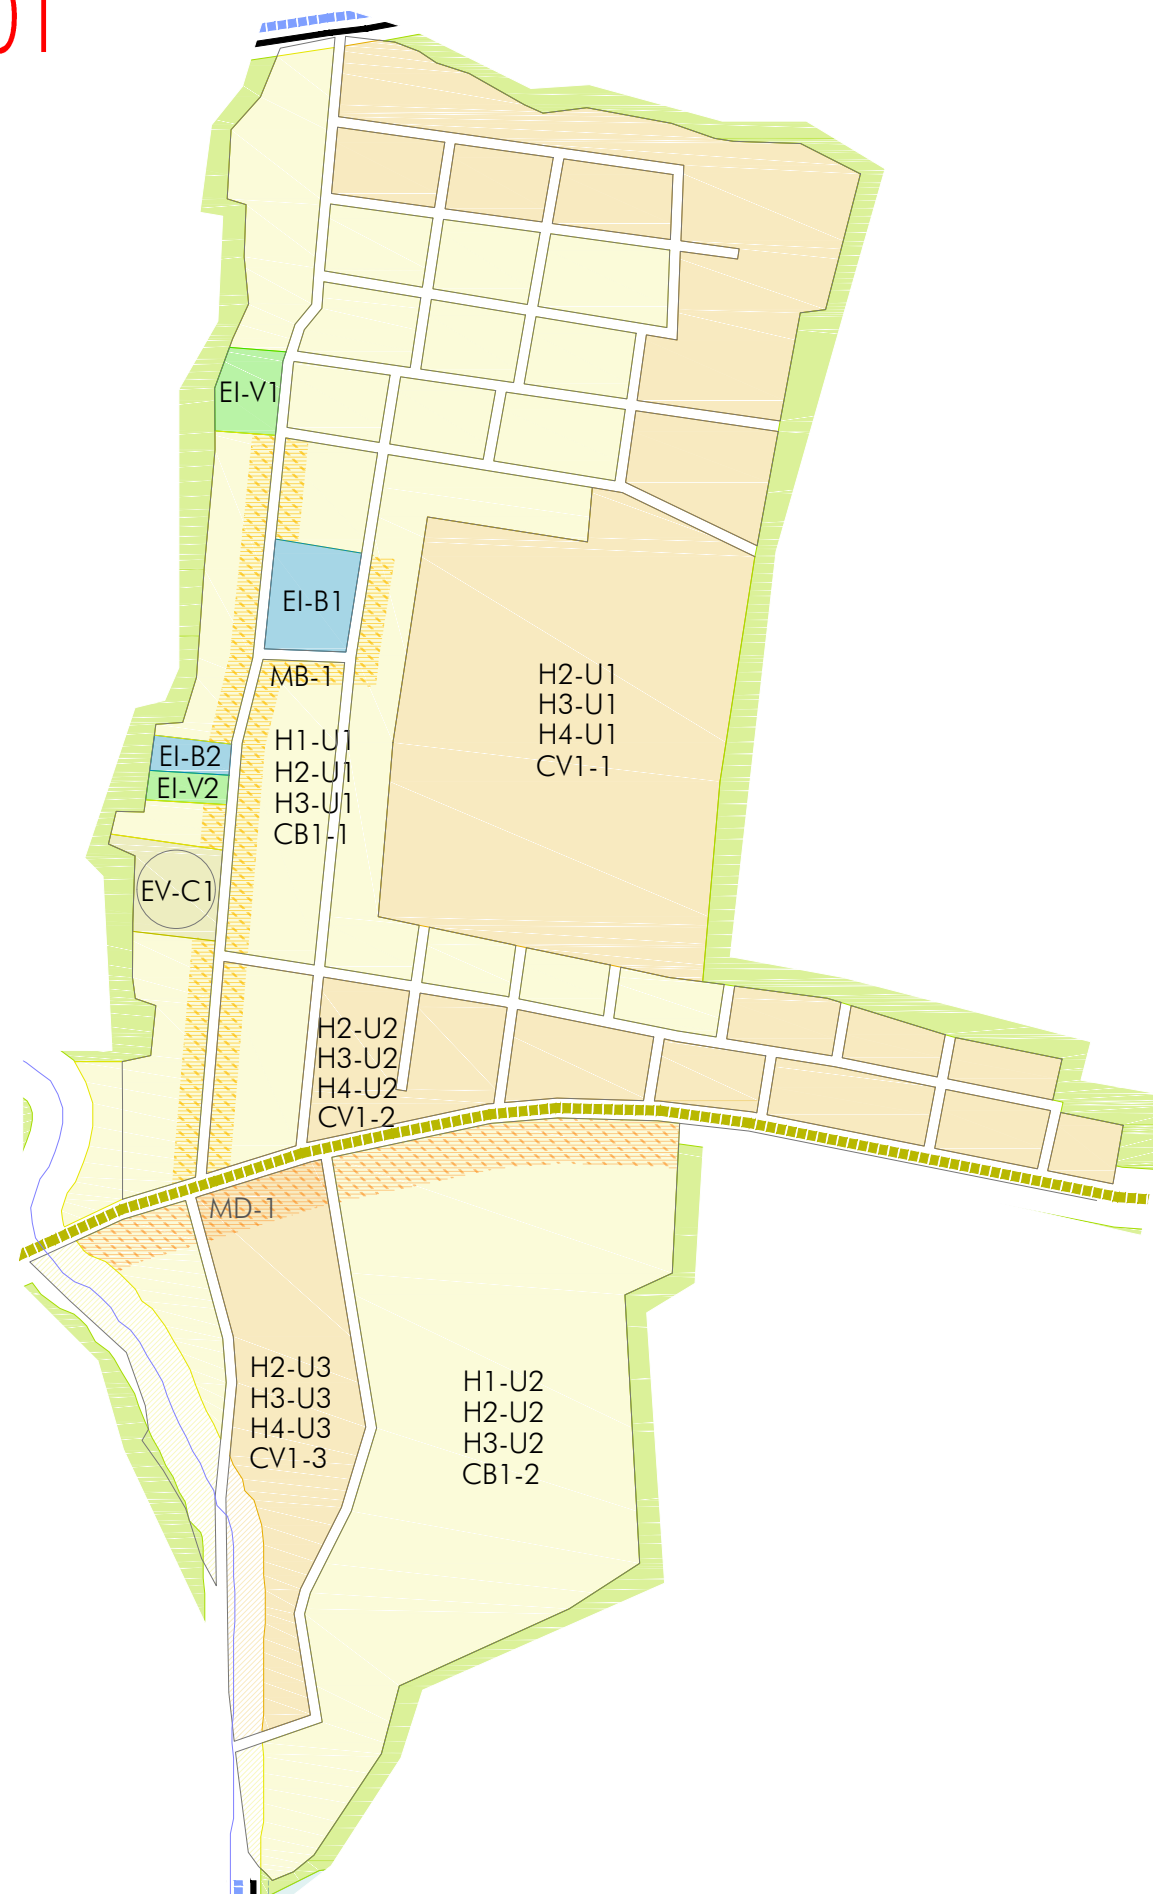 01
EI-V1
EI-B1
MB-1
H2-U1
H3-U1
H4-U1
CV1-1
H1-U1
H2-U1
H3-U1
CB1-1
EI-B2
EI-V2
EV-C1
H2-U2
H3-U2
H4-U2
CV1-2
MD-1
H2-U3
H3-U3
H4-U3
CV1-3
H1-U2
H2-U2
H3-U2
CB1-2